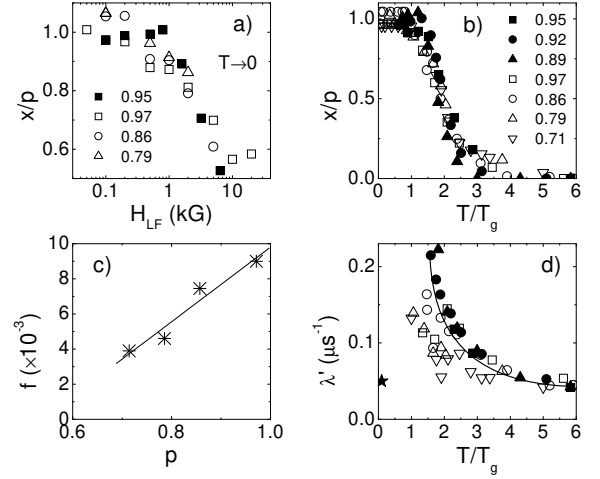 a)
T→0
x/p
1.0
0.8
0.6
0.95
0.97
0.86
0.79
0.1
1
10
H_LF (kG)
b)
x/p
1.0
0.5
0.0
0.95
0.92
0.89
0.97
0.86
0.79
0.71
0 1 2 3 4 5 6
T/T_g
c)
f (×10⁻³)
10
8
6
4
2
0
0.6 0.8 1.0
p
d)
λ' (μs⁻¹)
0.2
0.1
0.0
0 1 2 3 4 5 6
T/T_g